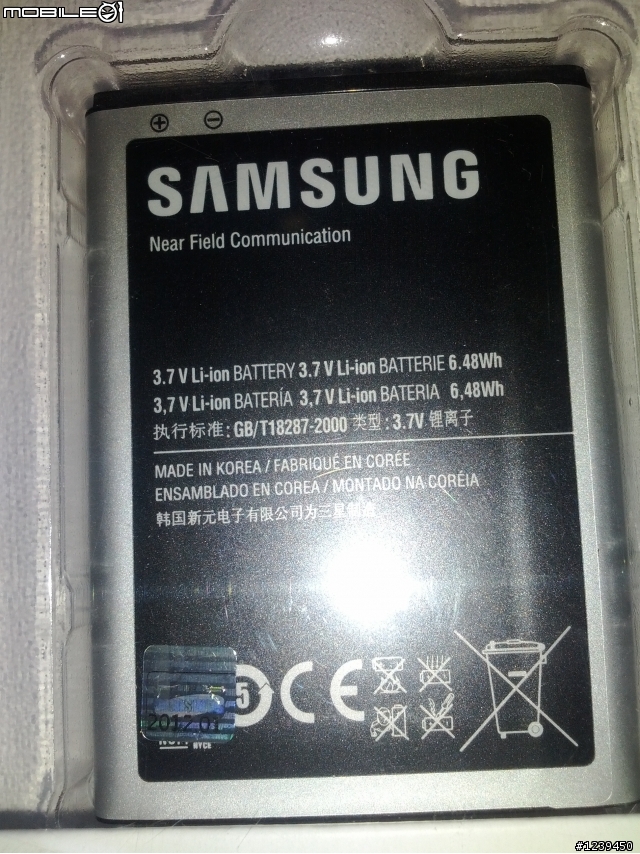 MOBILE01
SAMSUNG
Near Field Communication
3.7 V Li-ion BATTERY 3.7 V Li-ion BATTERIE 6.48Wh
3,7 V Li-ion BATERÍA 3,7 V Li-ion BATERIA 6,48Wh
执行标准: GB/T18287-2000 类型: 3.7V 锂离子
MADE IN KOREA / FABRIQUÉ EN CORÉE
ENSAMBLADO EN COREA / MONTADO NA CORÉIA
韩国新元电子有限公司为三星制造
5 CE
2012.01
NYCE
#1239450